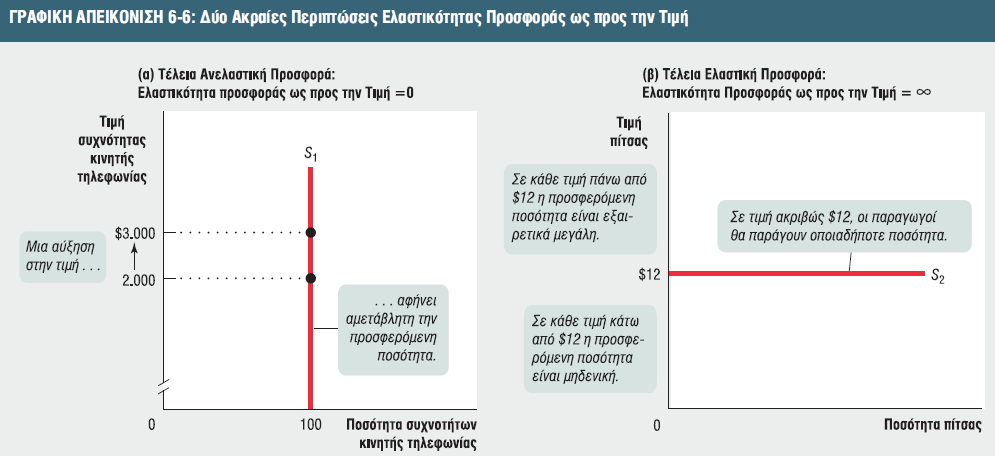 ΓΡΑΦΙΚΗ ΑΠΕΙΚΟΝΙΣΗ 6-6: Δύο Ακραίες Περιπτώσεις Ελαστικότητας Προσφοράς ως προς την Τιμή
(α) Τέλεια Ανελαστική Προσφορά:
Ελαστικότητα προσφοράς ως προς την Τιμή =0
Τιμή
συχνότητας
κινητής
τηλεφωνίας
S1
$3.000
Μια αύξηση
στην τιμή . . .
2.000
. . . αφήνει
αμετάβλητη την
προσφερόμενη
ποσότητα.
0
100
Ποσότητα συχνοτήτων
κινητής τηλεφωνίας
(β) Τέλεια Ελαστική Προσφορά:
Ελαστικότητα Προσφοράς ως προς την Τιμή = ∞
Τιμή
πίτσας
Σε κάθε τιμή πάνω από
$12 η προσφερόμενη
ποσότητα είναι εξαι-
ρετικά μεγάλη.
Σε τιμή ακριβώς $12, οι παραγωγοί
θα παράγουν οποιαδήποτε ποσότητα.
$12
S2
Σε κάθε τιμή κάτω
από $12 η προσφε-
ρόμενη ποσότητα
είναι μηδενική.
0
Ποσότητα πίτσας